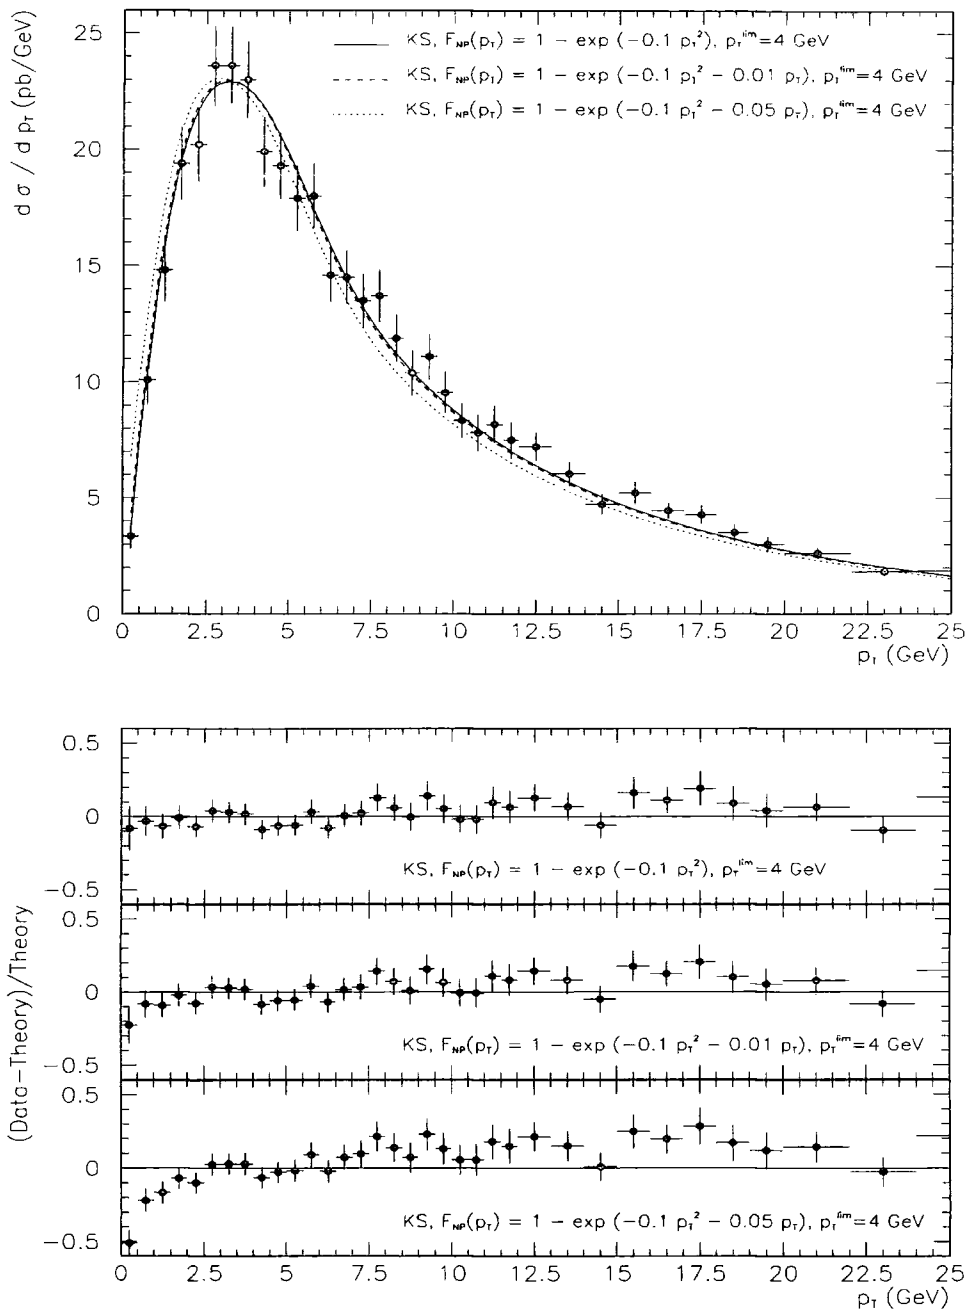 d σ / d p_T (pb/GeV)
25
20
15
10
5
0
KS, F_NP(p_T) = 1 − exp (−0.1 p_T²), p_T^lim=4 GeV
KS, F_NP(p_T) = 1 − exp (−0.1 p_T² − 0.01 p_T), p_T^lim=4 GeV
KS, F_NP(p_T) = 1 − exp (−0.1 p_T² − 0.05 p_T), p_T^lim=4 GeV
0 2.5 5 7.5 10 12.5 15 17.5 20 22.5 25
p_T (GeV)
(Data−Theory)/Theory
0.5
0
−0.5
KS, F_NP(p_T) = 1 − exp (−0.1 p_T²), p_T^lim=4 GeV
0.5
0
−0.5
KS, F_NP(p_T) = 1 − exp (−0.1 p_T² − 0.01 p_T), p_T^lim=4 GeV
0.5
0
−0.5
KS, F_NP(p_T) = 1 − exp (−0.1 p_T² − 0.05 p_T), p_T^lim=4 GeV
0 2.5 5 7.5 10 12.5 15 17.5 20 22.5 25
p_T (GeV)